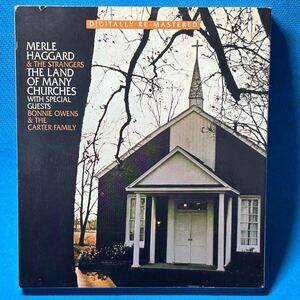 DIGITALLY RE-MASTERED
MERLE
HAGGARD
& THE STRANGERS
THE LAND
OF MANY
CHURCHES
WITH SPECIAL
GUESTS
BONNIE OWENS
& THE
CARTER FAMILY